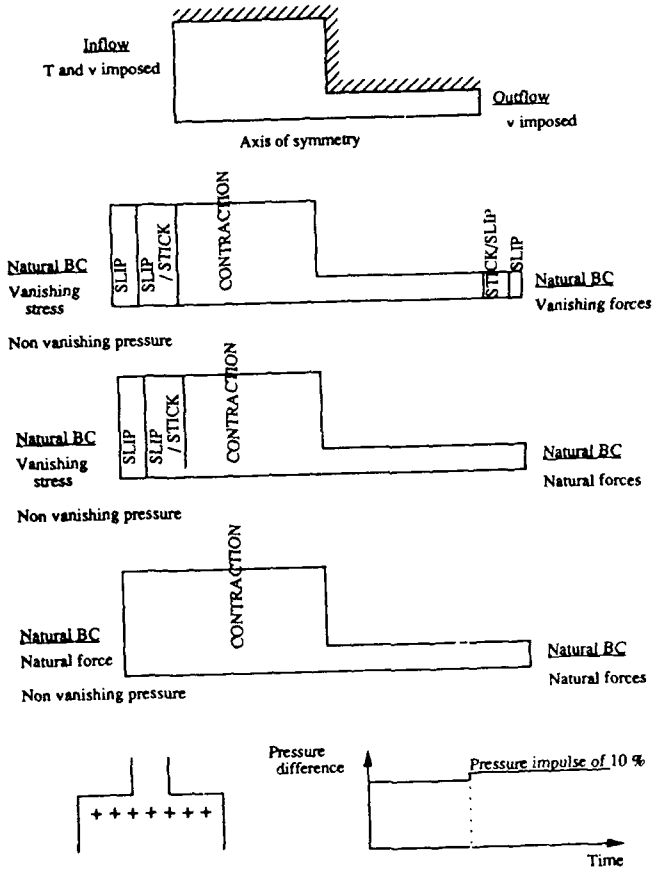 Inflow
T and v imposed
Outflow
v imposed
Axis of symmetry
Natural BC
Vanishing
stress
Non vanishing pressure
SLIP
SLIP
/ STICK
CONTRACTION
STICK/SLIP
SLIP
Natural BC
Vanishing forces
Natural BC
Vanishing
stress
Non vanishing pressure
SLIP
SLIP
/ STICK
CONTRACTION
Natural BC
Natural forces
Natural BC
Natural force
Non vanishing pressure
CONTRACTION
Natural BC
Natural forces
+ + + + + + +
Pressure
difference
Pressure impulse of 10 %
Time